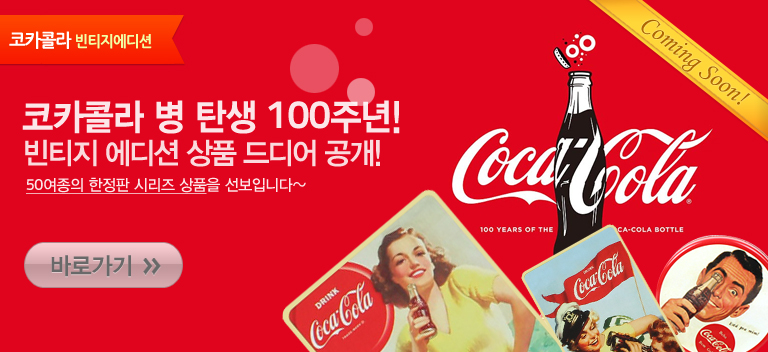 코카콜라 빈티지에디션
Coming Soon!
코카콜라 병 탄생 100주년!
빈티지 에디션 상품 드디어 공개!
50여종의 한정판 시리즈 상품을 선보입니다~
바로가기 »
Coca-Cola
100 YEARS OF THE CA-COLA BOTTLE
DRINK
Coca-Cola
Coca-Cola